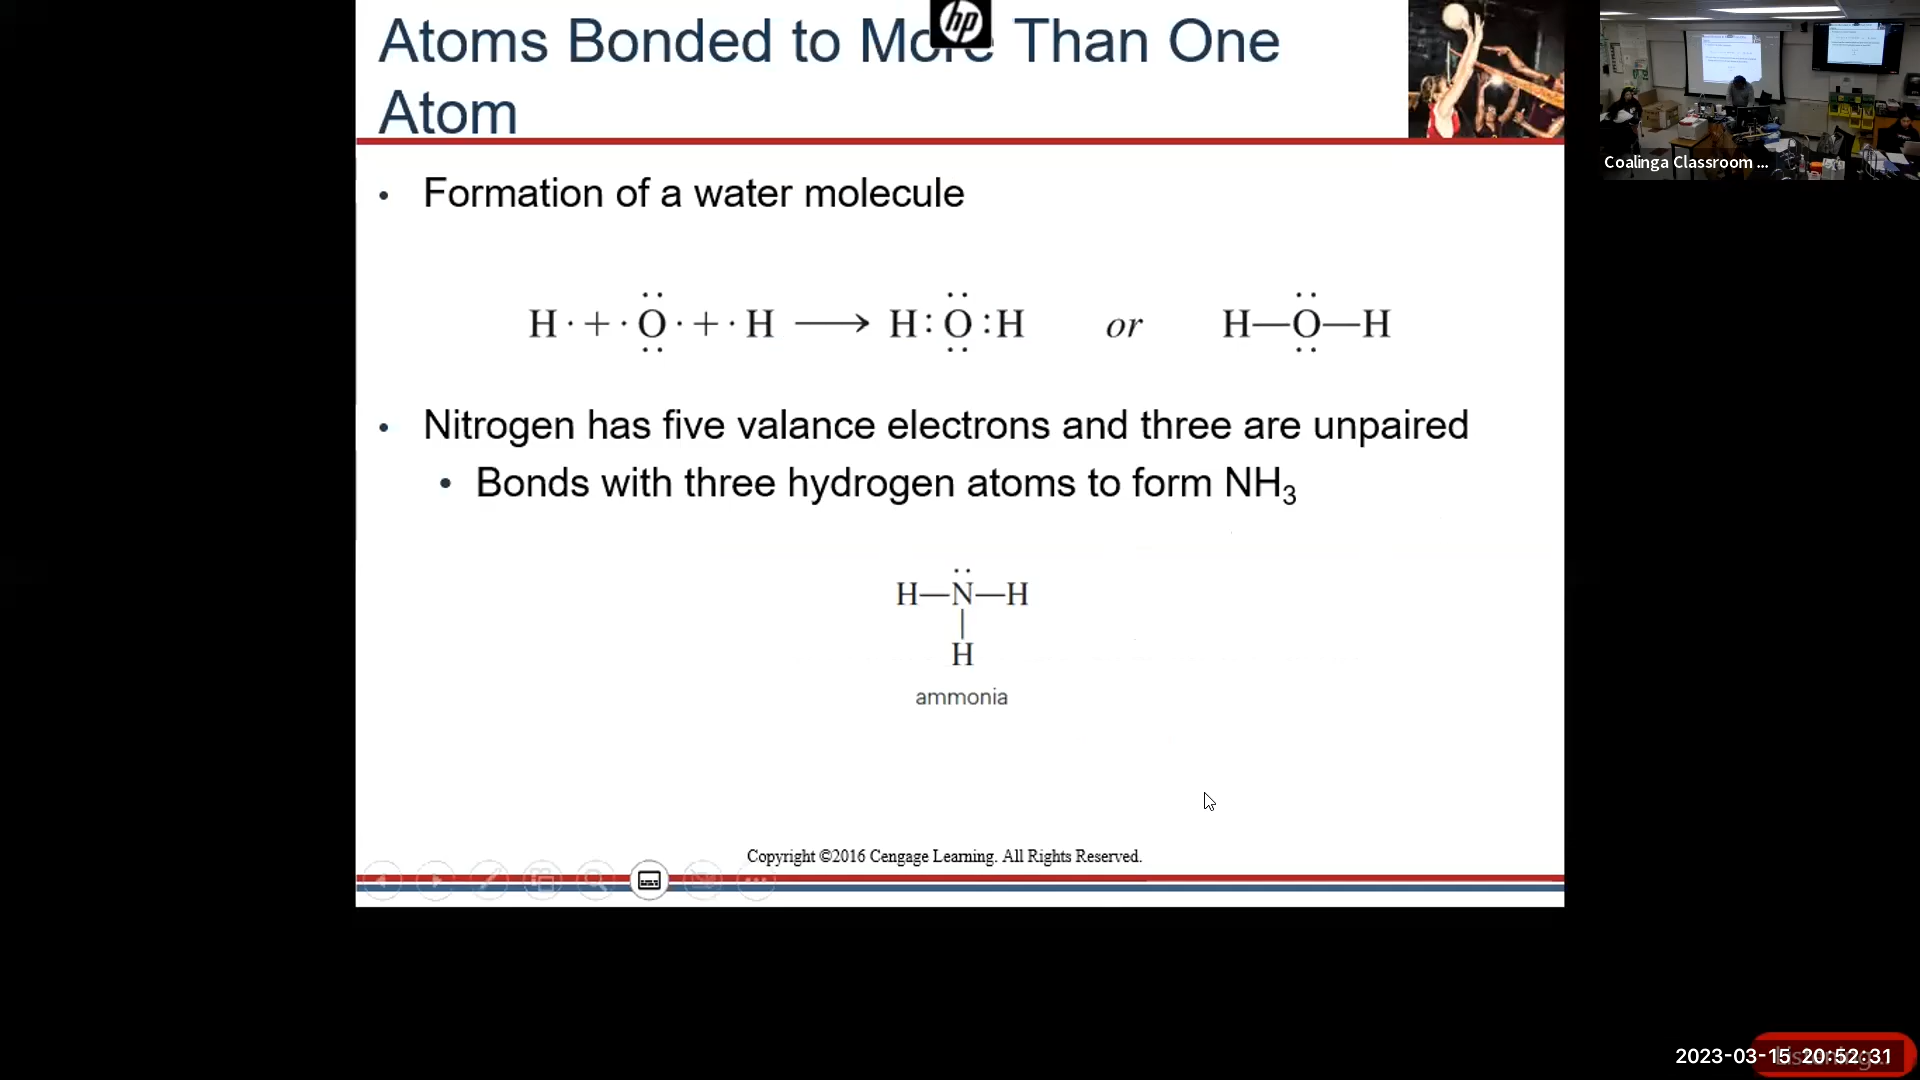 Atoms Bonded to More Than One
Atom
hp
Coalinga Classroom ...
• Formation of a water molecule
H· + ·Ö· + ·H ⟶ H:Ö:H or H—Ö—H
• Nitrogen has five valance electrons and three are unpaired
• Bonds with three hydrogen atoms to form NH₃
H—N̈—H
|
H
ammonia
Copyright ©2016 Cengage Learning. All Rights Reserved.
2023-03-15 20:52:31